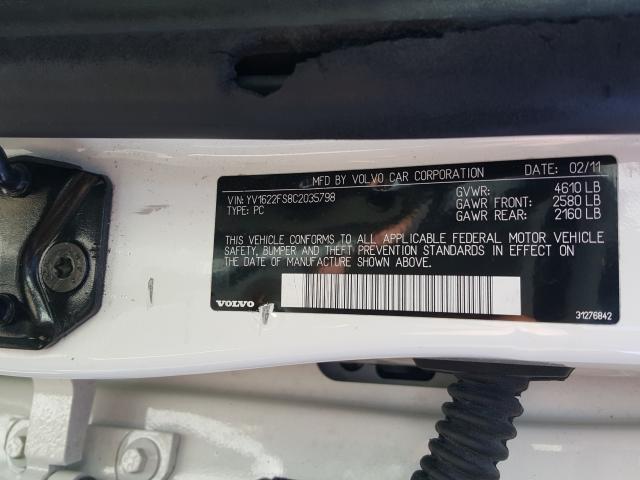 MFD BY VOLVO CAR CORPORATION DATE: 02/11
VIN: YV1622FS8C2035798 GVWR: 4610 LB
TYPE: PC GAWR FRONT: 2580 LB
GAWR REAR: 2160 LB
THIS VEHICLE CONFORMS TO ALL APPLICABLE FEDERAL MOTOR VEHICLE
SAFETY, BUMPER AND THEFT PREVENTION STANDARDS IN EFFECT ON
THE DATE OF MANUFACTURE SHOWN ABOVE.
VOLVO 31276842